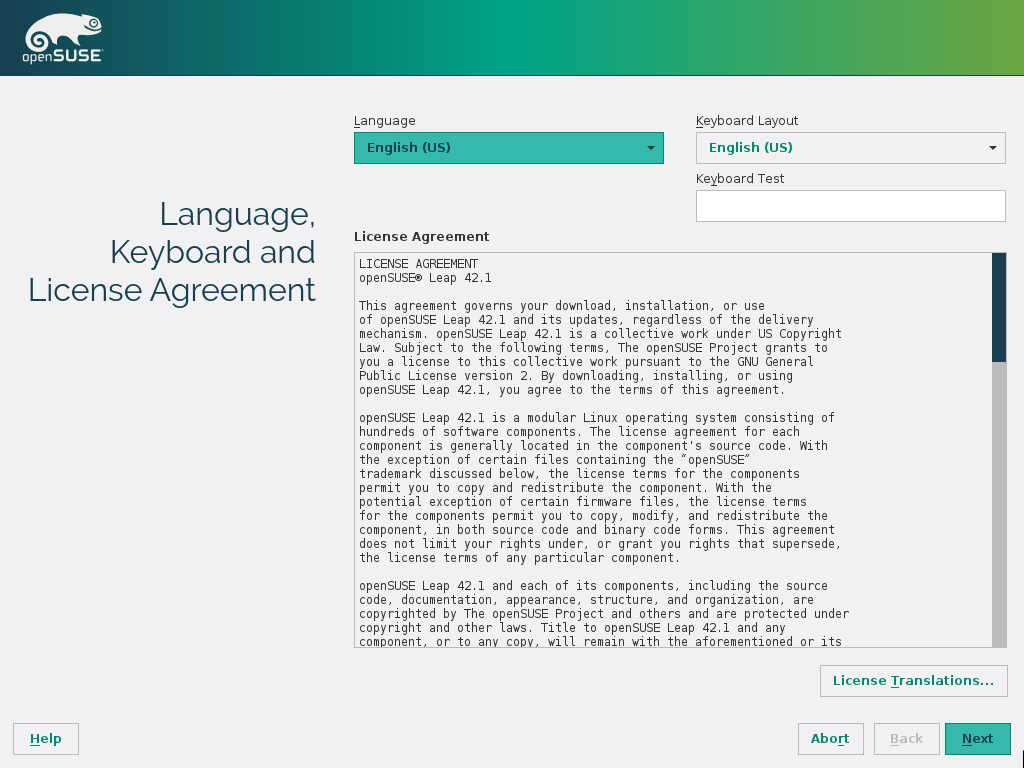 openSUSE
Language,
Keyboard and
License Agreement
Language
English (US)
Keyboard Layout
English (US)
Keyboard Test
License Agreement
LICENSE AGREEMENT
openSUSE® Leap 42.1
This agreement governs your download, installation, or use
of openSUSE Leap 42.1 and its updates, regardless of the delivery
mechanism. openSUSE Leap 42.1 is a collective work under US Copyright
Law. Subject to the following terms, The openSUSE Project grants to
you a license to this collective work pursuant to the GNU General
Public License version 2. By downloading, installing, or using
openSUSE Leap 42.1, you agree to the terms of this agreement.
openSUSE Leap 42.1 is a modular Linux operating system consisting of
hundreds of software components. The license agreement for each
component is generally located in the component's source code. With
the exception of certain files containing the “openSUSE”
trademark discussed below, the license terms for the components
permit you to copy and redistribute the component. With the
potential exception of certain firmware files, the license terms
for the components permit you to copy, modify, and redistribute the
component, in both source code and binary code forms. This agreement
does not limit your rights under, or grant you rights that supersede,
the license terms of any particular component.
openSUSE Leap 42.1 and each of its components, including the source
code, documentation, appearance, structure, and organization, are
copyrighted by The openSUSE Project and others and are protected under
copyright and other laws. Title to openSUSE Leap 42.1 and any
component, or to any copy, will remain with the aforementioned or its
License Translations...
Help
Abort
Back
Next